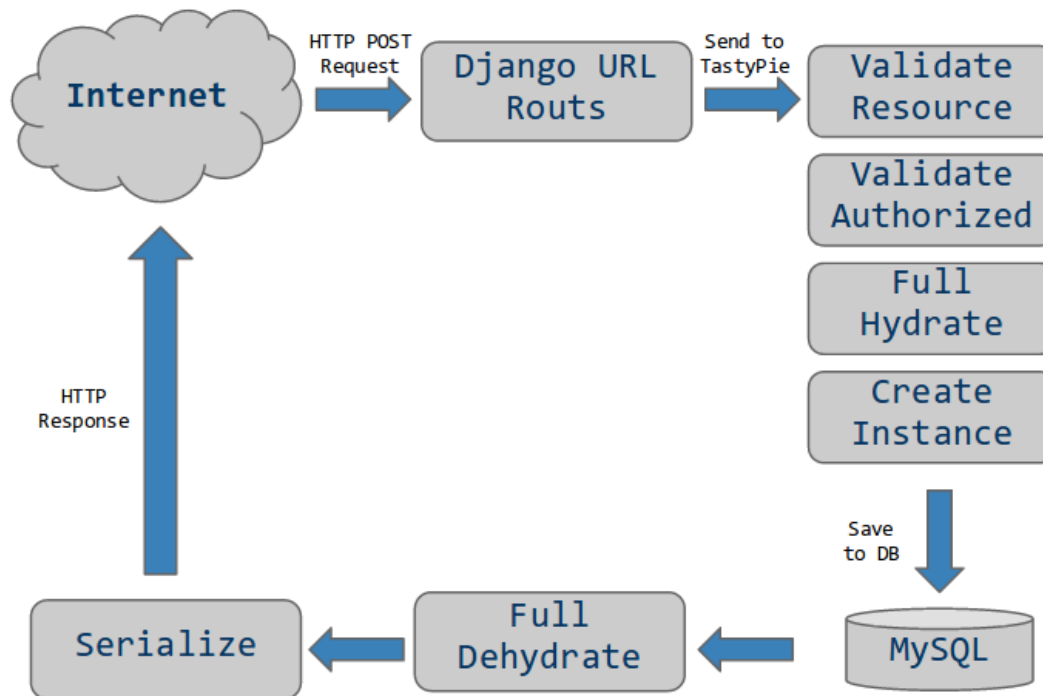 Internet
HTTP POST
Request
Django URL
Routs
Send to
TastyPie
Validate
Resource
Validate
Authorized
Full
Hydrate
Create
Instance
Save
to DB
MySQL
Full
Dehydrate
Serialize
HTTP
Response